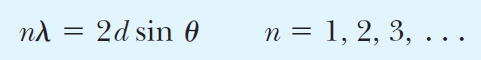 nλ = 2d sin θ n = 1, 2, 3, . . .